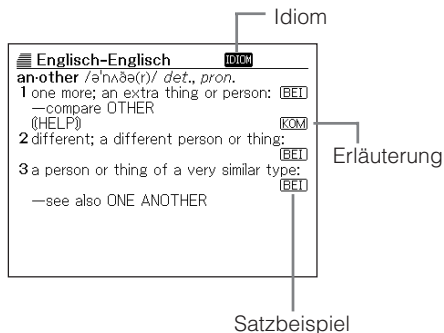 Idiom
Englisch-Englisch IDIOM
an·other /əˈnʌðə(r)/ det., pron.
1 one more; an extra thing or person: BEI
—compare OTHER
⟪HELP⟫ KOM
2 different; a different person or thing:
BEI
Erläuterung
3 a person or thing of a very similar type:
BEI
—see also ONE ANOTHER
Satzbeispiel